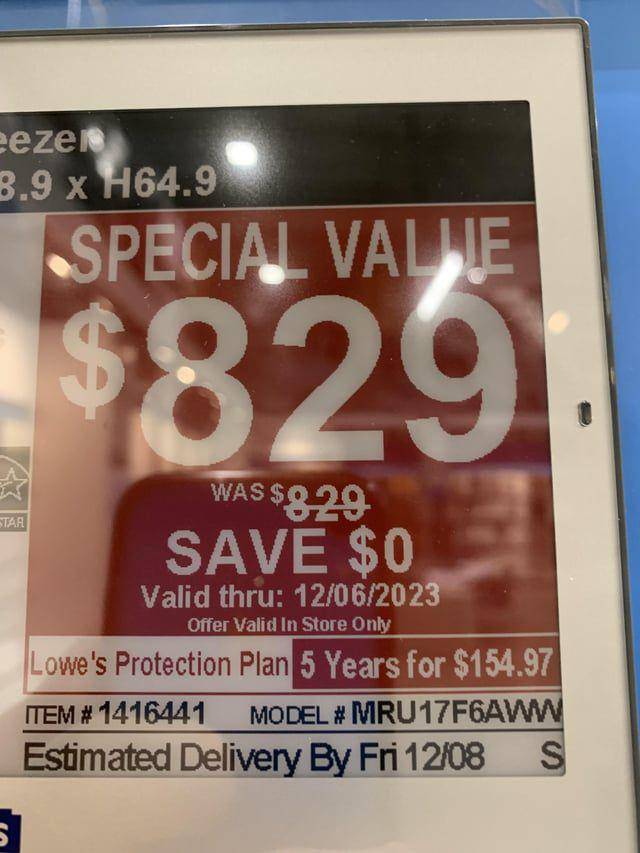 eezer
8.9 x H64.9
SPECIAL VALUE
$829
WAS $829
SAVE $0
Valid thru: 12/06/2023
Offer Valid In Store Only
STAR
Lowe's Protection Plan 5 Years for $154.97
ITEM # 1416441 MODEL # MRU17F6AWW
Estimated Delivery By Fri 12/08 S
S